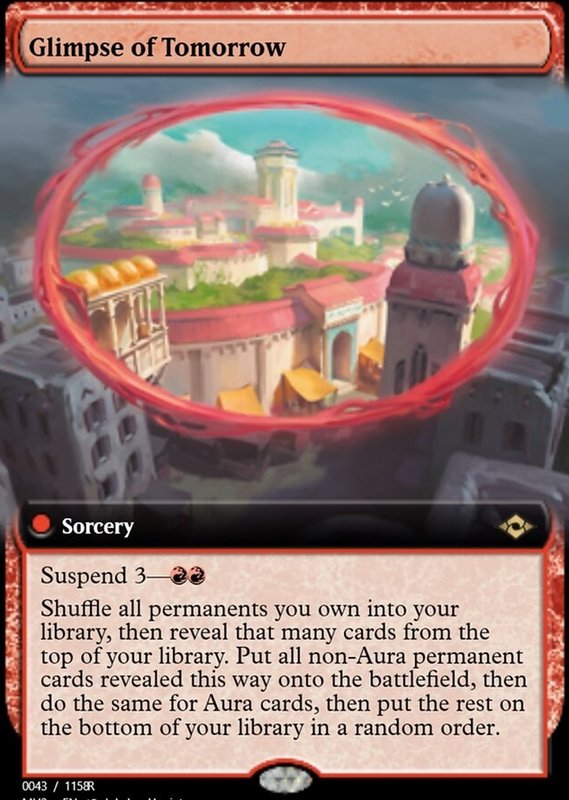 Glimpse of Tomorrow
Sorcery
Suspend 3—
Shuffle all permanents you own into your
library, then reveal that many cards from the
top of your library. Put all non-Aura permanent
cards revealed this way onto the battlefield, then
do the same for Aura cards, then put the rest on
the bottom of your library in a random order.
0043 / 1158R